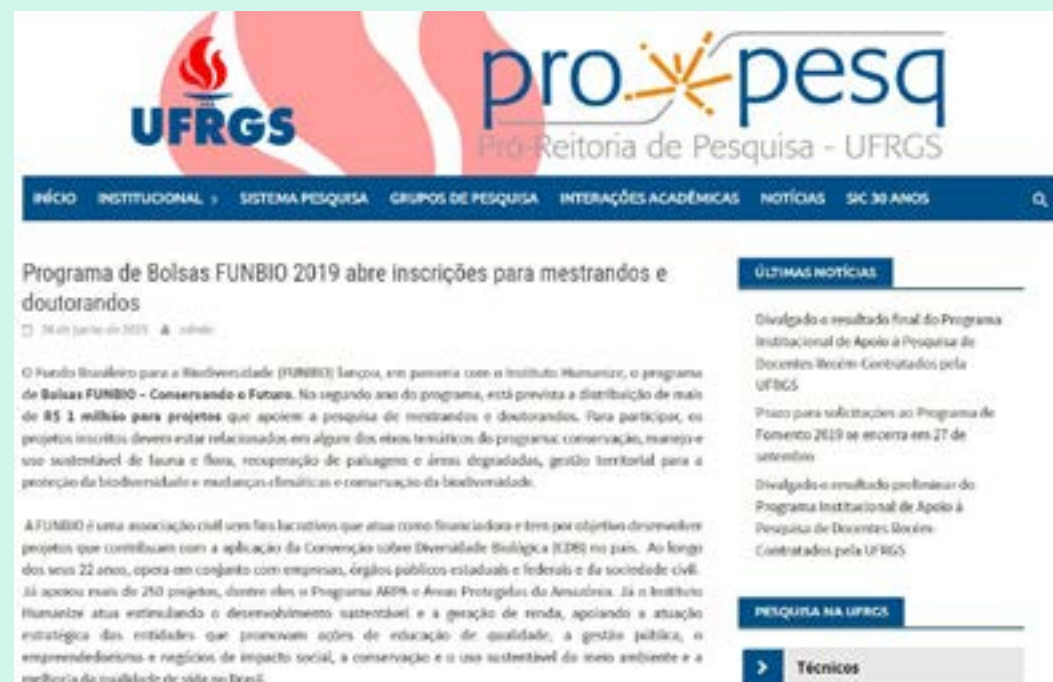 UFRGS
pro pesq
Pró-Reitoria de Pesquisa - UFRGS
INÍCIO INSTITUCIONAL SISTEMA PESQUISA GRUPOS DE PESQUISA INTERAÇÕES ACADÊMICAS NOTÍCIAS SIC 30 ANOS
Programa de Bolsas FUNBIO 2019 abre inscrições para mestrandos e
doutorandos
O Fundo Brasileiro para a Biodiversidade (FUNBIO) lançou, em parceria com o Instituto Humanize, o programa
de Bolsas FUNBIO – Conservando o Futuro. No segundo ano do programa, está prevista a distribuição de mais
de R$ 1 milhão para projetos que apoiem a pesquisa de mestrandos e doutorandos. Para participar, os
projetos inscritos devem estar relacionados em algum dos eixos temáticos do programa: conservação, manejo e
uso sustentável de fauna e flora, recuperação de paisagens e áreas degradadas, gestão territorial para a
proteção da biodiversidade e mudanças climáticas e conservação da biodiversidade.
A FUNBIO é uma associação civil sem fins lucrativos que atua como financiadora e tem por objetivo desenvolver
projetos que contribuam com a aplicação da Convenção sobre Diversidade Biológica (CDB) no país. Ao longo
dos seus 22 anos, opera em conjunto com empresas, órgãos públicos estaduais e federais e da sociedade civil.
Já apoiou mais de 250 projetos, dentre eles o Programa ARPA e Áreas Protegidas da Amazônia. Já o Instituto
Humanize atua estimulando o desenvolvimento sustentável e a geração de renda, apoiando a atuação
estratégica das entidades que promovam ações de educação de qualidade, a gestão pública, o
empreendedorismo e negócios de impacto social, a conservação e o uso sustentável do meio ambiente e a
melhoria da qualidade de vida no Brasil.
ÚLTIMAS NOTÍCIAS
Divulgado o resultado final do Programa
Institucional de Apoio à Pesquisa de
Docentes Recém-Contratados pela
UFRGS
Prazo para solicitações ao Programa de
Fomento 2019 se encerra em 27 de
setembro
Divulgado o resultado preliminar do
Programa Institucional de Apoio à
Pesquisa de Docentes Recém-
Contratados pela UFRGS
PESQUISA NA UFRGS
Técnicos